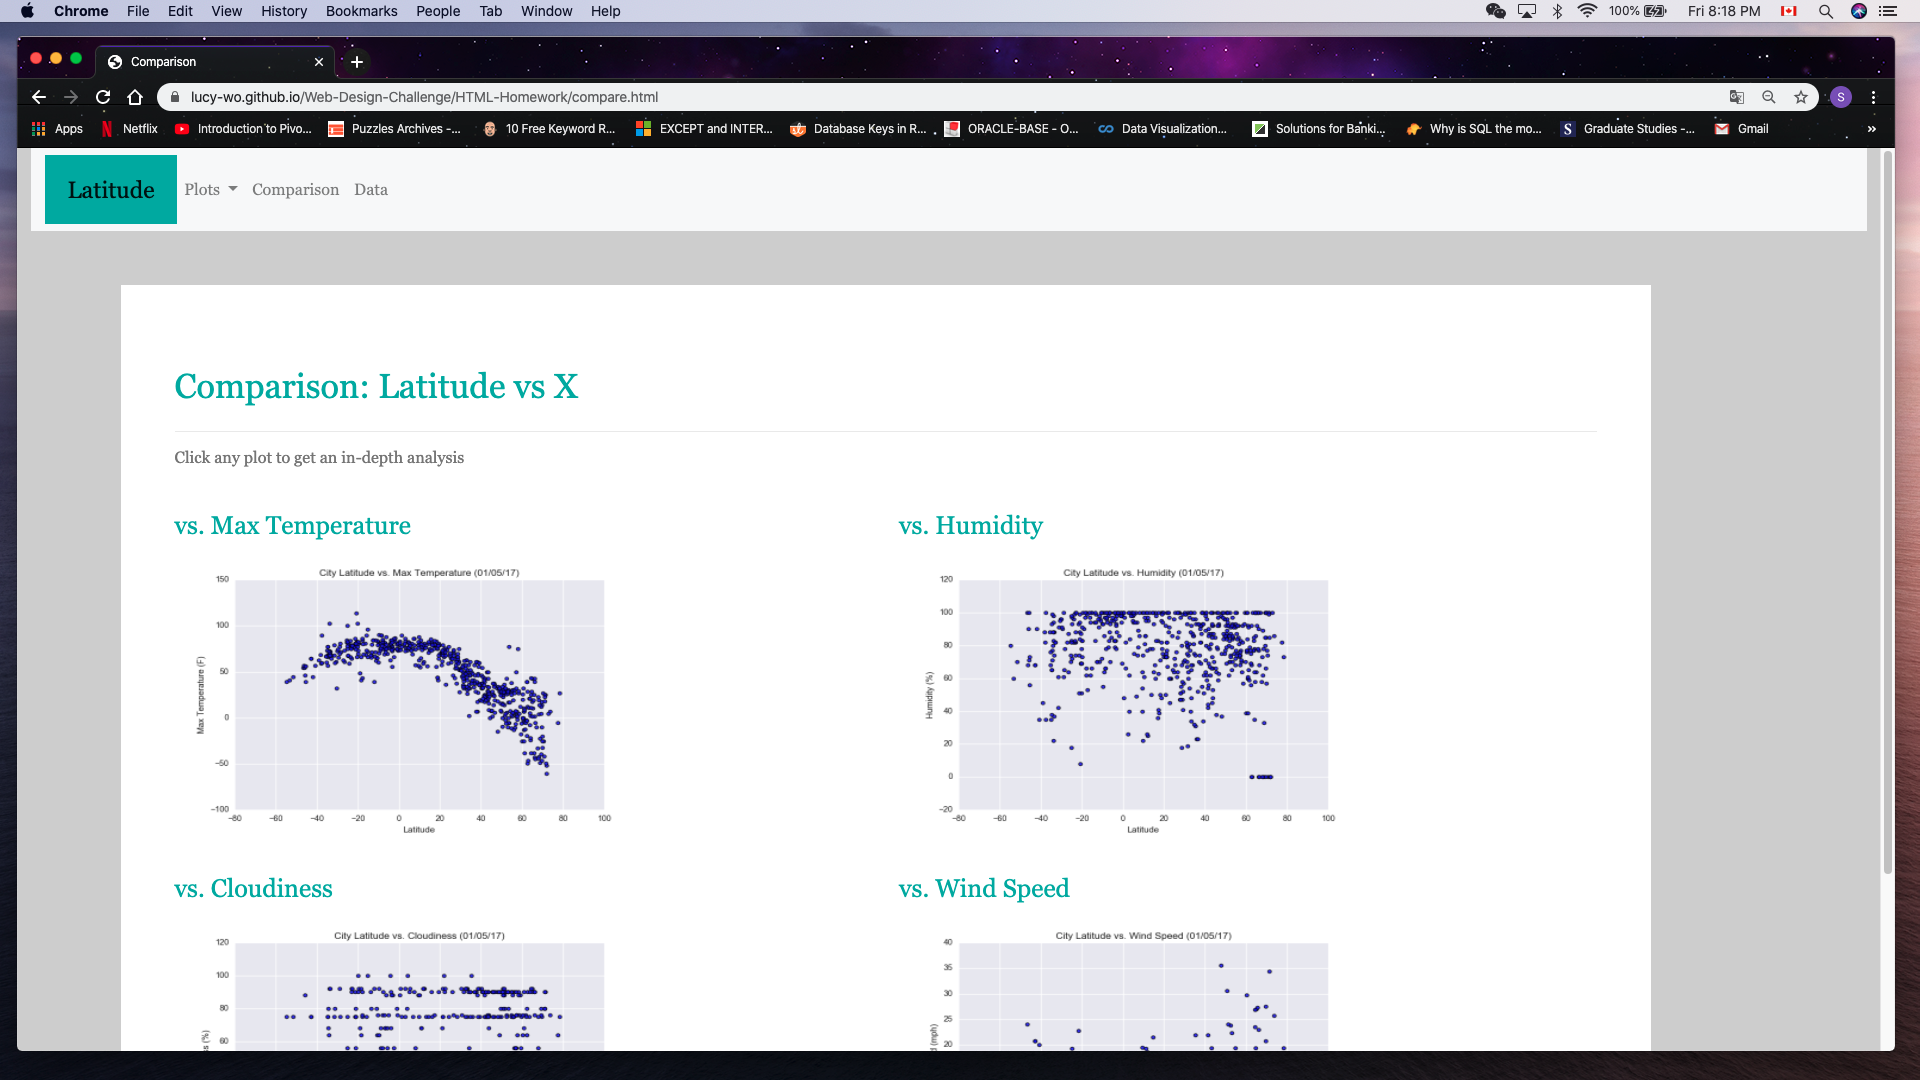 Chrome File Edit View History Bookmarks People Tab Window Help 100% Fri 8:18 PM
Comparison
lucy-wo.github.io/Web-Design-Challenge/HTML-Homework/compare.html S
Apps Netflix Introduction to Pivo... Puzzles Archives -... 10 Free Keyword R... EXCEPT and INTER... Database Keys in R... ORACLE-BASE - O... Data Visualization... Solutions for Banki... Why is SQL the mo... Graduate Studies -... Gmail »
Latitude Plots Comparison Data
Comparison: Latitude vs X
Click any plot to get an in-depth analysis
vs. Max Temperature
City Latitude vs. Max Temperature (01/05/17)
150
100
50
0
−50
−100
Max Temperature (F)
−80 −60 −40 −20 0 20 40 60 80 100
Latitude
vs. Humidity
City Latitude vs. Humidity (01/05/17)
120
100
80
60
40
20
0
−20
Humidity (%)
−80 −60 −40 −20 0 20 40 60 80 100
Latitude
vs. Cloudiness
City Latitude vs. Cloudiness (01/05/17)
120
100
80
60
s (%)
vs. Wind Speed
City Latitude vs. Wind Speed (01/05/17)
40
35
30
25
20
(mph)